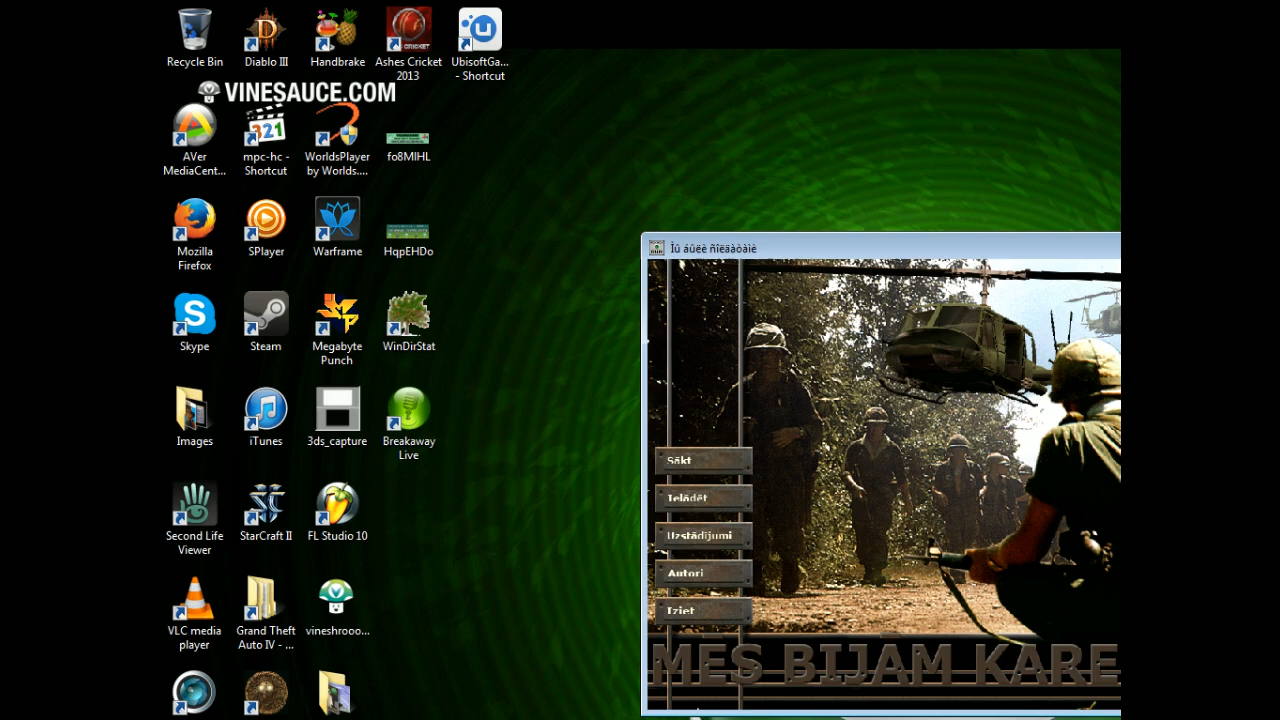 Recycle Bin
Diablo III
Handbrake
Ashes Cricket
2013
UbisoftGa...
- Shortcut
CRICKET
VINESAUCE.COM
AVer
MediaCent...
321
mpc-hc -
Shortcut
WorldsPlayer
by Worlds....
fo8MIHL
Mozilla
Firefox
SPlayer
Warframe
HqpEHDo
Ìû áûëè ñîëäàòàìè
Skype
Steam
Megabyte
Punch
WinDirStat
Images
iTunes
3ds_capture
Breakaway
Live
Sākt
Ielādēt
Uzstādījumi
Autori
Iziet
Second Life
Viewer
StarCraft II
FL Studio 10
VLC media
player
Grand Theft
Auto IV - ...
vineshrooo...
MES BIJAM KARE